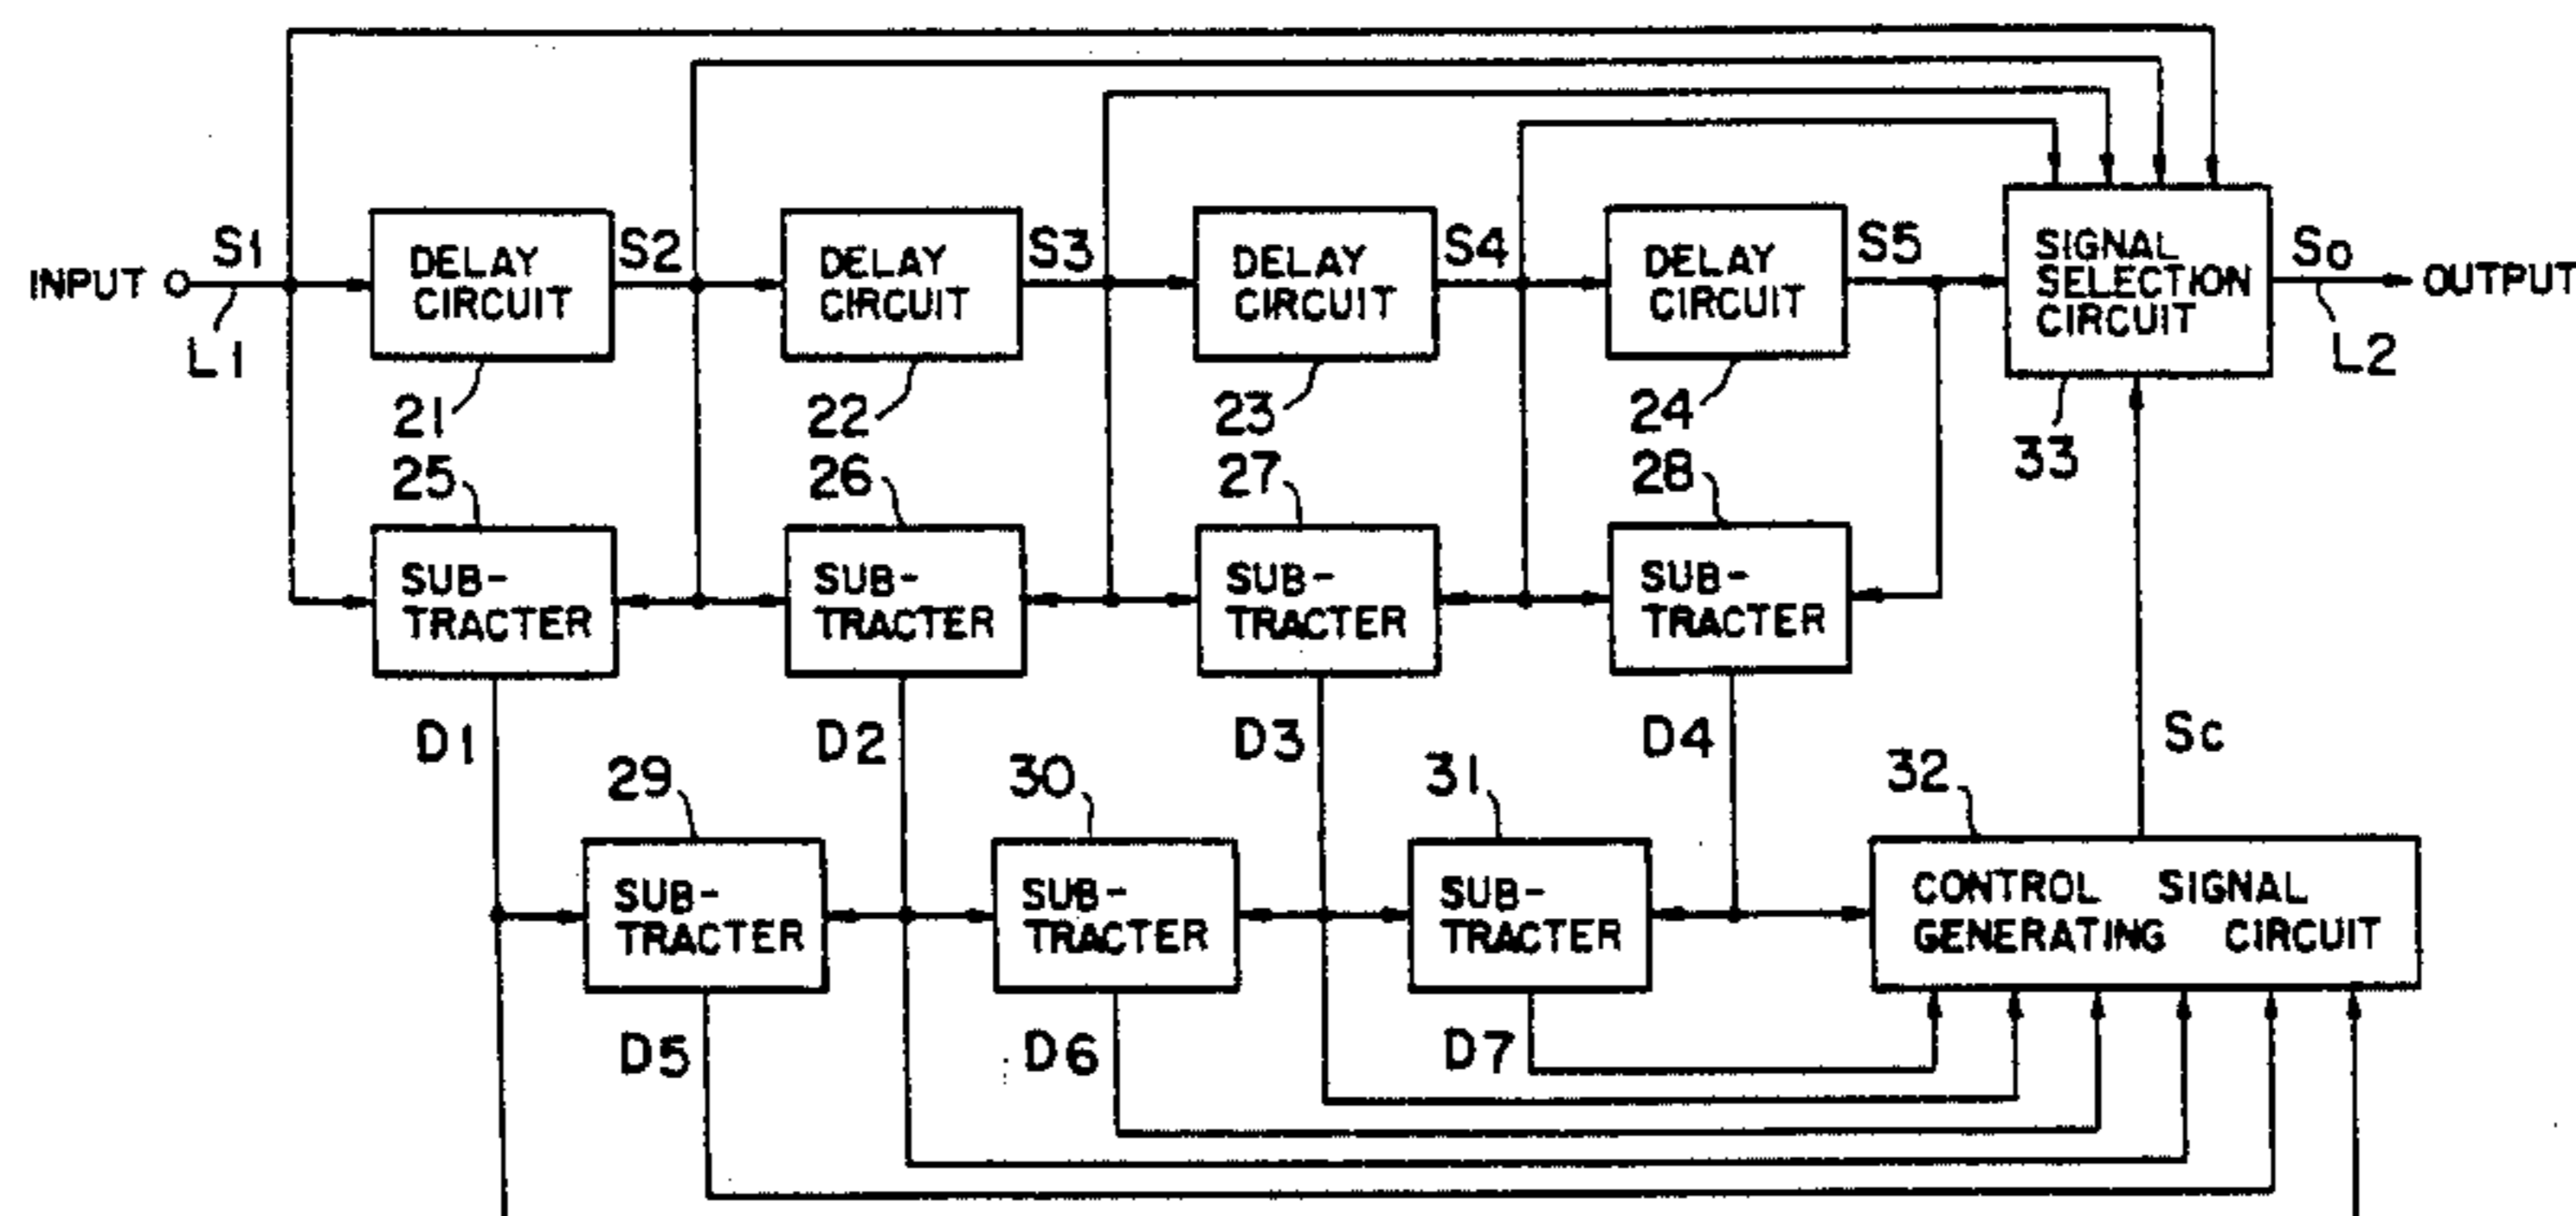 INPUT
S1
L1
DELAY
CIRCUIT
S2
DELAY
CIRCUIT
S3
DELAY
CIRCUIT
S4
DELAY
CIRCUIT
S5
SIGNAL
SELECTION
CIRCUIT
So
OUTPUT
L2
21
22
23
24
33
25
26
27
28
SUB-
TRACTER
SUB-
TRACTER
SUB-
TRACTER
SUB-
TRACTER
D1
D2
D3
D4
Sc
29
30
31
32
SUB-
TRACTER
SUB-
TRACTER
SUB-
TRACTER
CONTROL SIGNAL
GENERATING CIRCUIT
D5
D6
D7